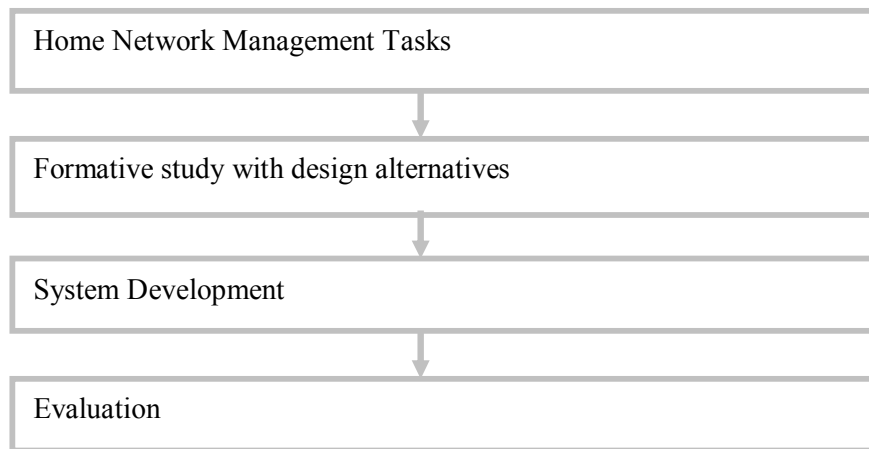 Home Network Management Tasks
Formative study with design alternatives
System Development
Evaluation